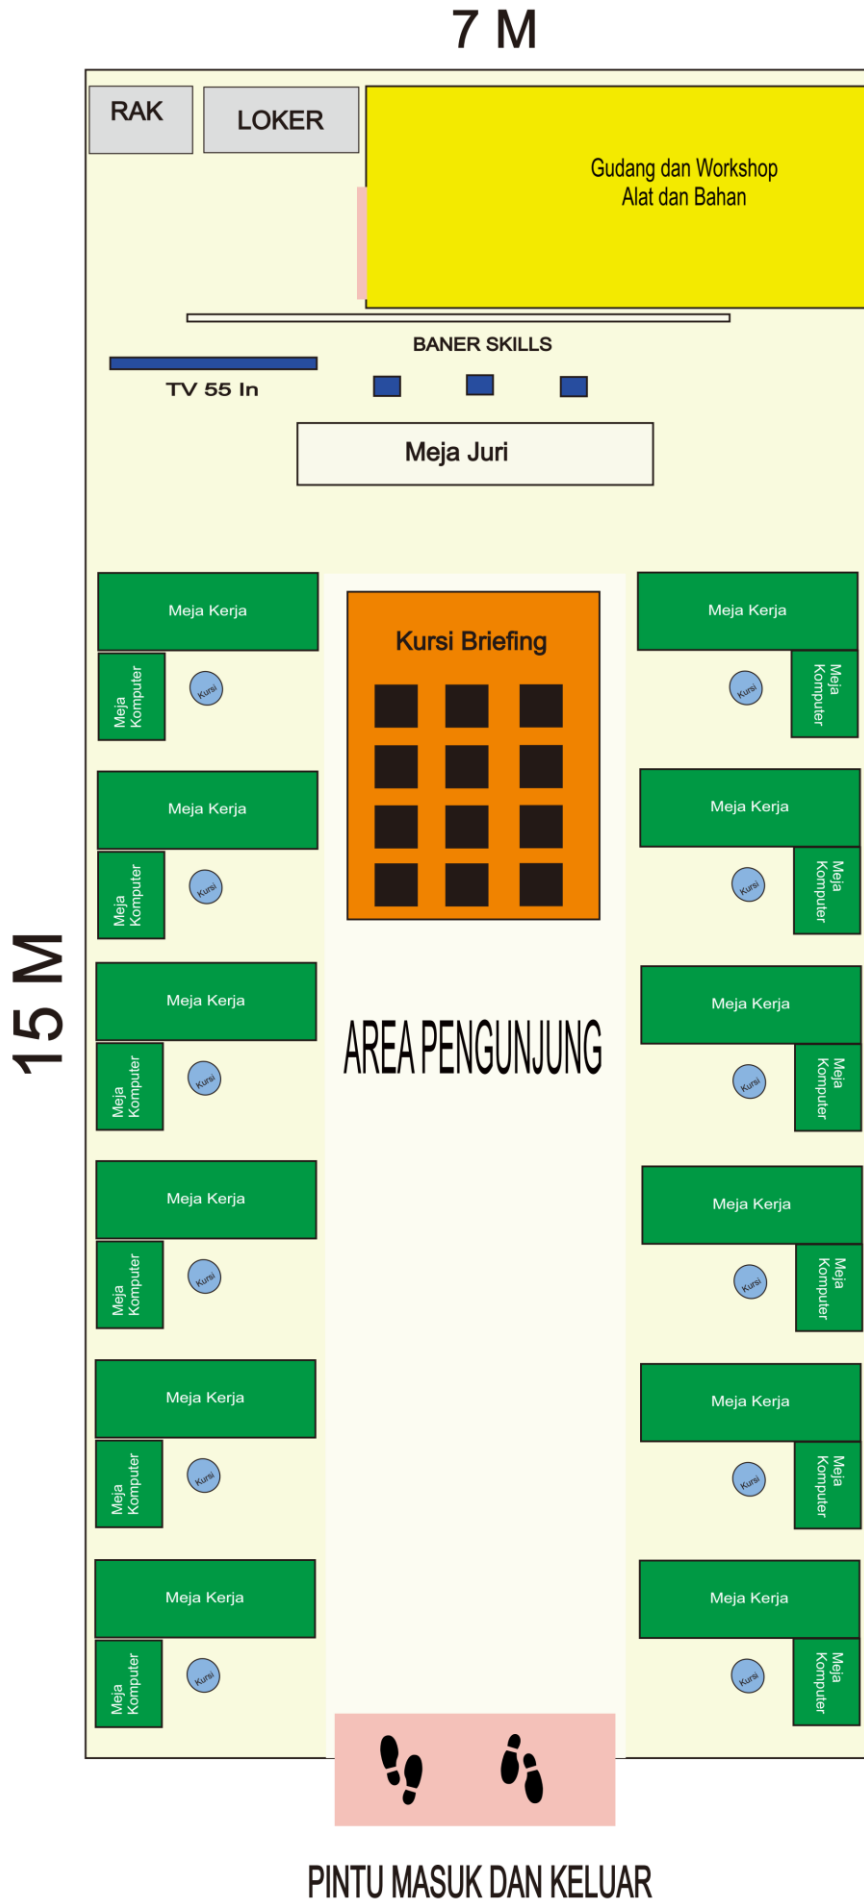 7 M
RAK
LOKER
Gudang dan Workshop
Alat dan Bahan
BANER SKILLS
TV 55 In
Meja Juri
Meja Kerja
Meja
Komputer
Kursi
Kursi Briefing
Meja Kerja
Meja
Komputer
Kursi
Meja Kerja
Meja
Komputer
Kursi
Meja Kerja
Meja
Komputer
Kursi
15 M
AREA PENGUNJUNG
Meja Kerja
Meja
Komputer
Kursi
Meja Kerja
Meja
Komputer
Kursi
Meja Kerja
Meja
Komputer
Kursi
Meja Kerja
Meja
Komputer
Kursi
Meja Kerja
Meja
Komputer
Kursi
Meja Kerja
Meja
Komputer
Kursi
Meja Kerja
Meja
Komputer
Kursi
Meja Kerja
Meja
Komputer
Kursi
PINTU MASUK DAN KELUAR